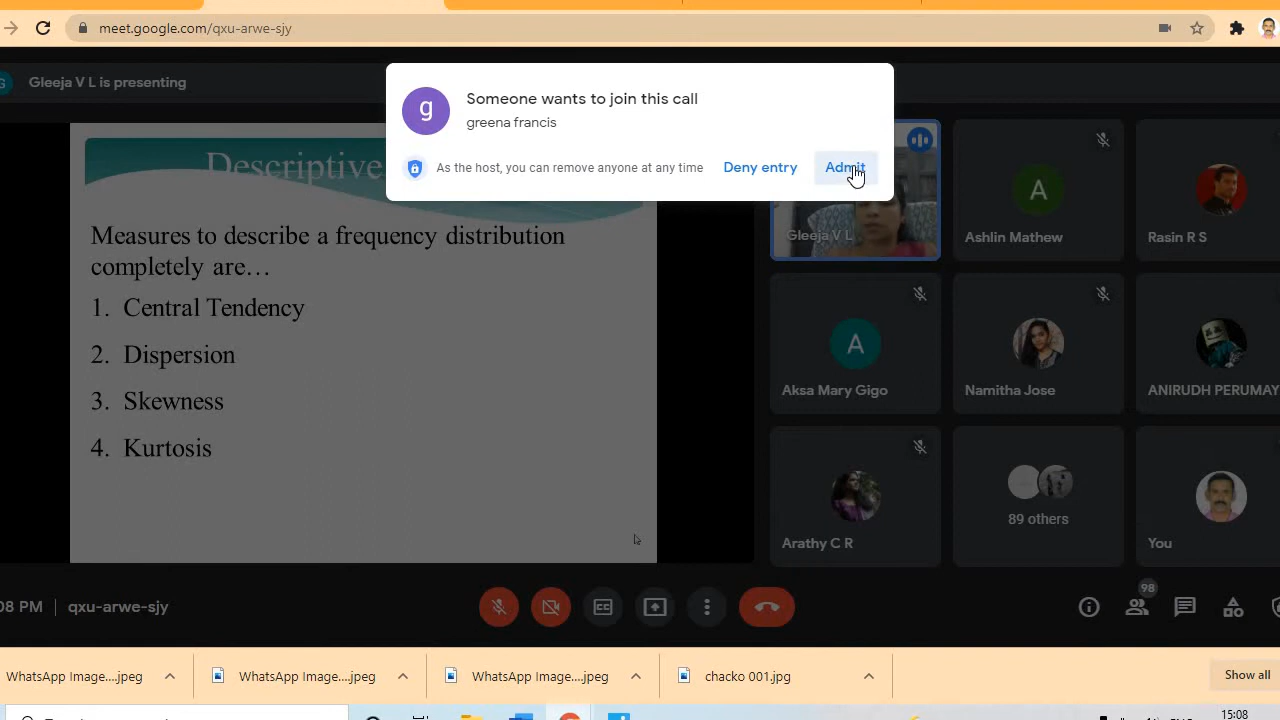 meet.google.com/qxu-arwe-sjy
Gleeja V L is presenting
Someone wants to join this call
g
greena francis
As the host, you can remove anyone at any time
Deny entry
Admit
Descriptive
Measures to describe a frequency distribution
completely are…
1. Central Tendency
2. Dispersion
3. Skewness
4. Kurtosis
Gleeja V L
A
Ashlin Mathew
Rasin R S
A
Aksa Mary Gigo
Namitha Jose
ANIRUDH PERUMAY
Arathy C R
89 others
You
08 PM
qxu-arwe-sjy
CC
98
WhatsApp Image....jpeg
WhatsApp Image....jpeg
WhatsApp Image....jpeg
chacko 001.jpg
Show all
15:08